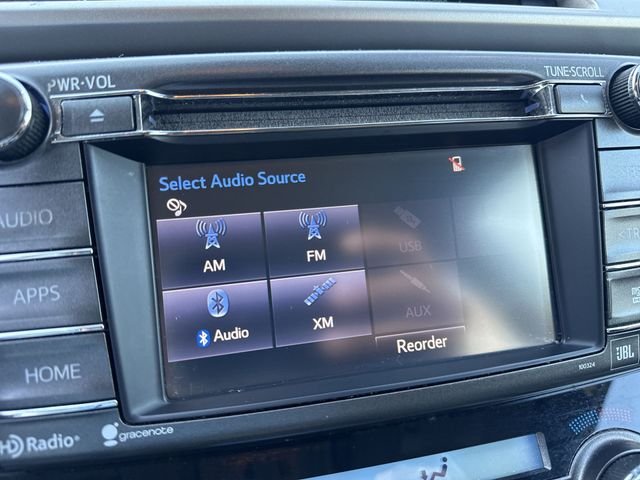 PWR·VOL
TUNE·SCROLL
AUDIO
APPS
HOME
Select Audio Source
AM
FM
USB
Audio
XM
AUX
Reorder
<TR
JBL
100324
HD Radio
gracenote